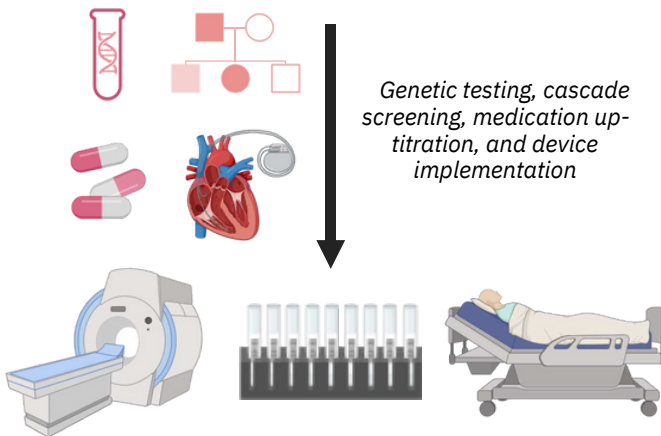 Genetic testing, cascade
screening, medication up-
titration, and device
implementation